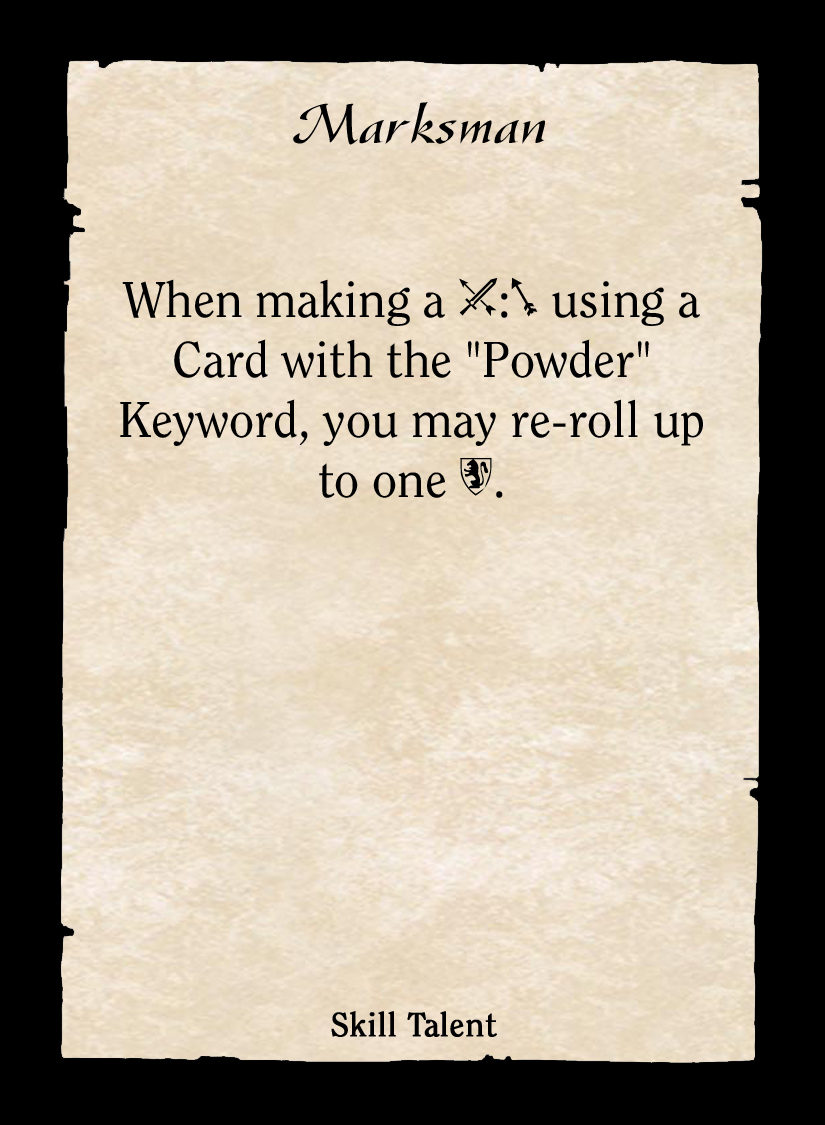 Marksman
When making a : using a
Card with the "Powder"
Keyword, you may re-roll up
to one .
Skill Talent